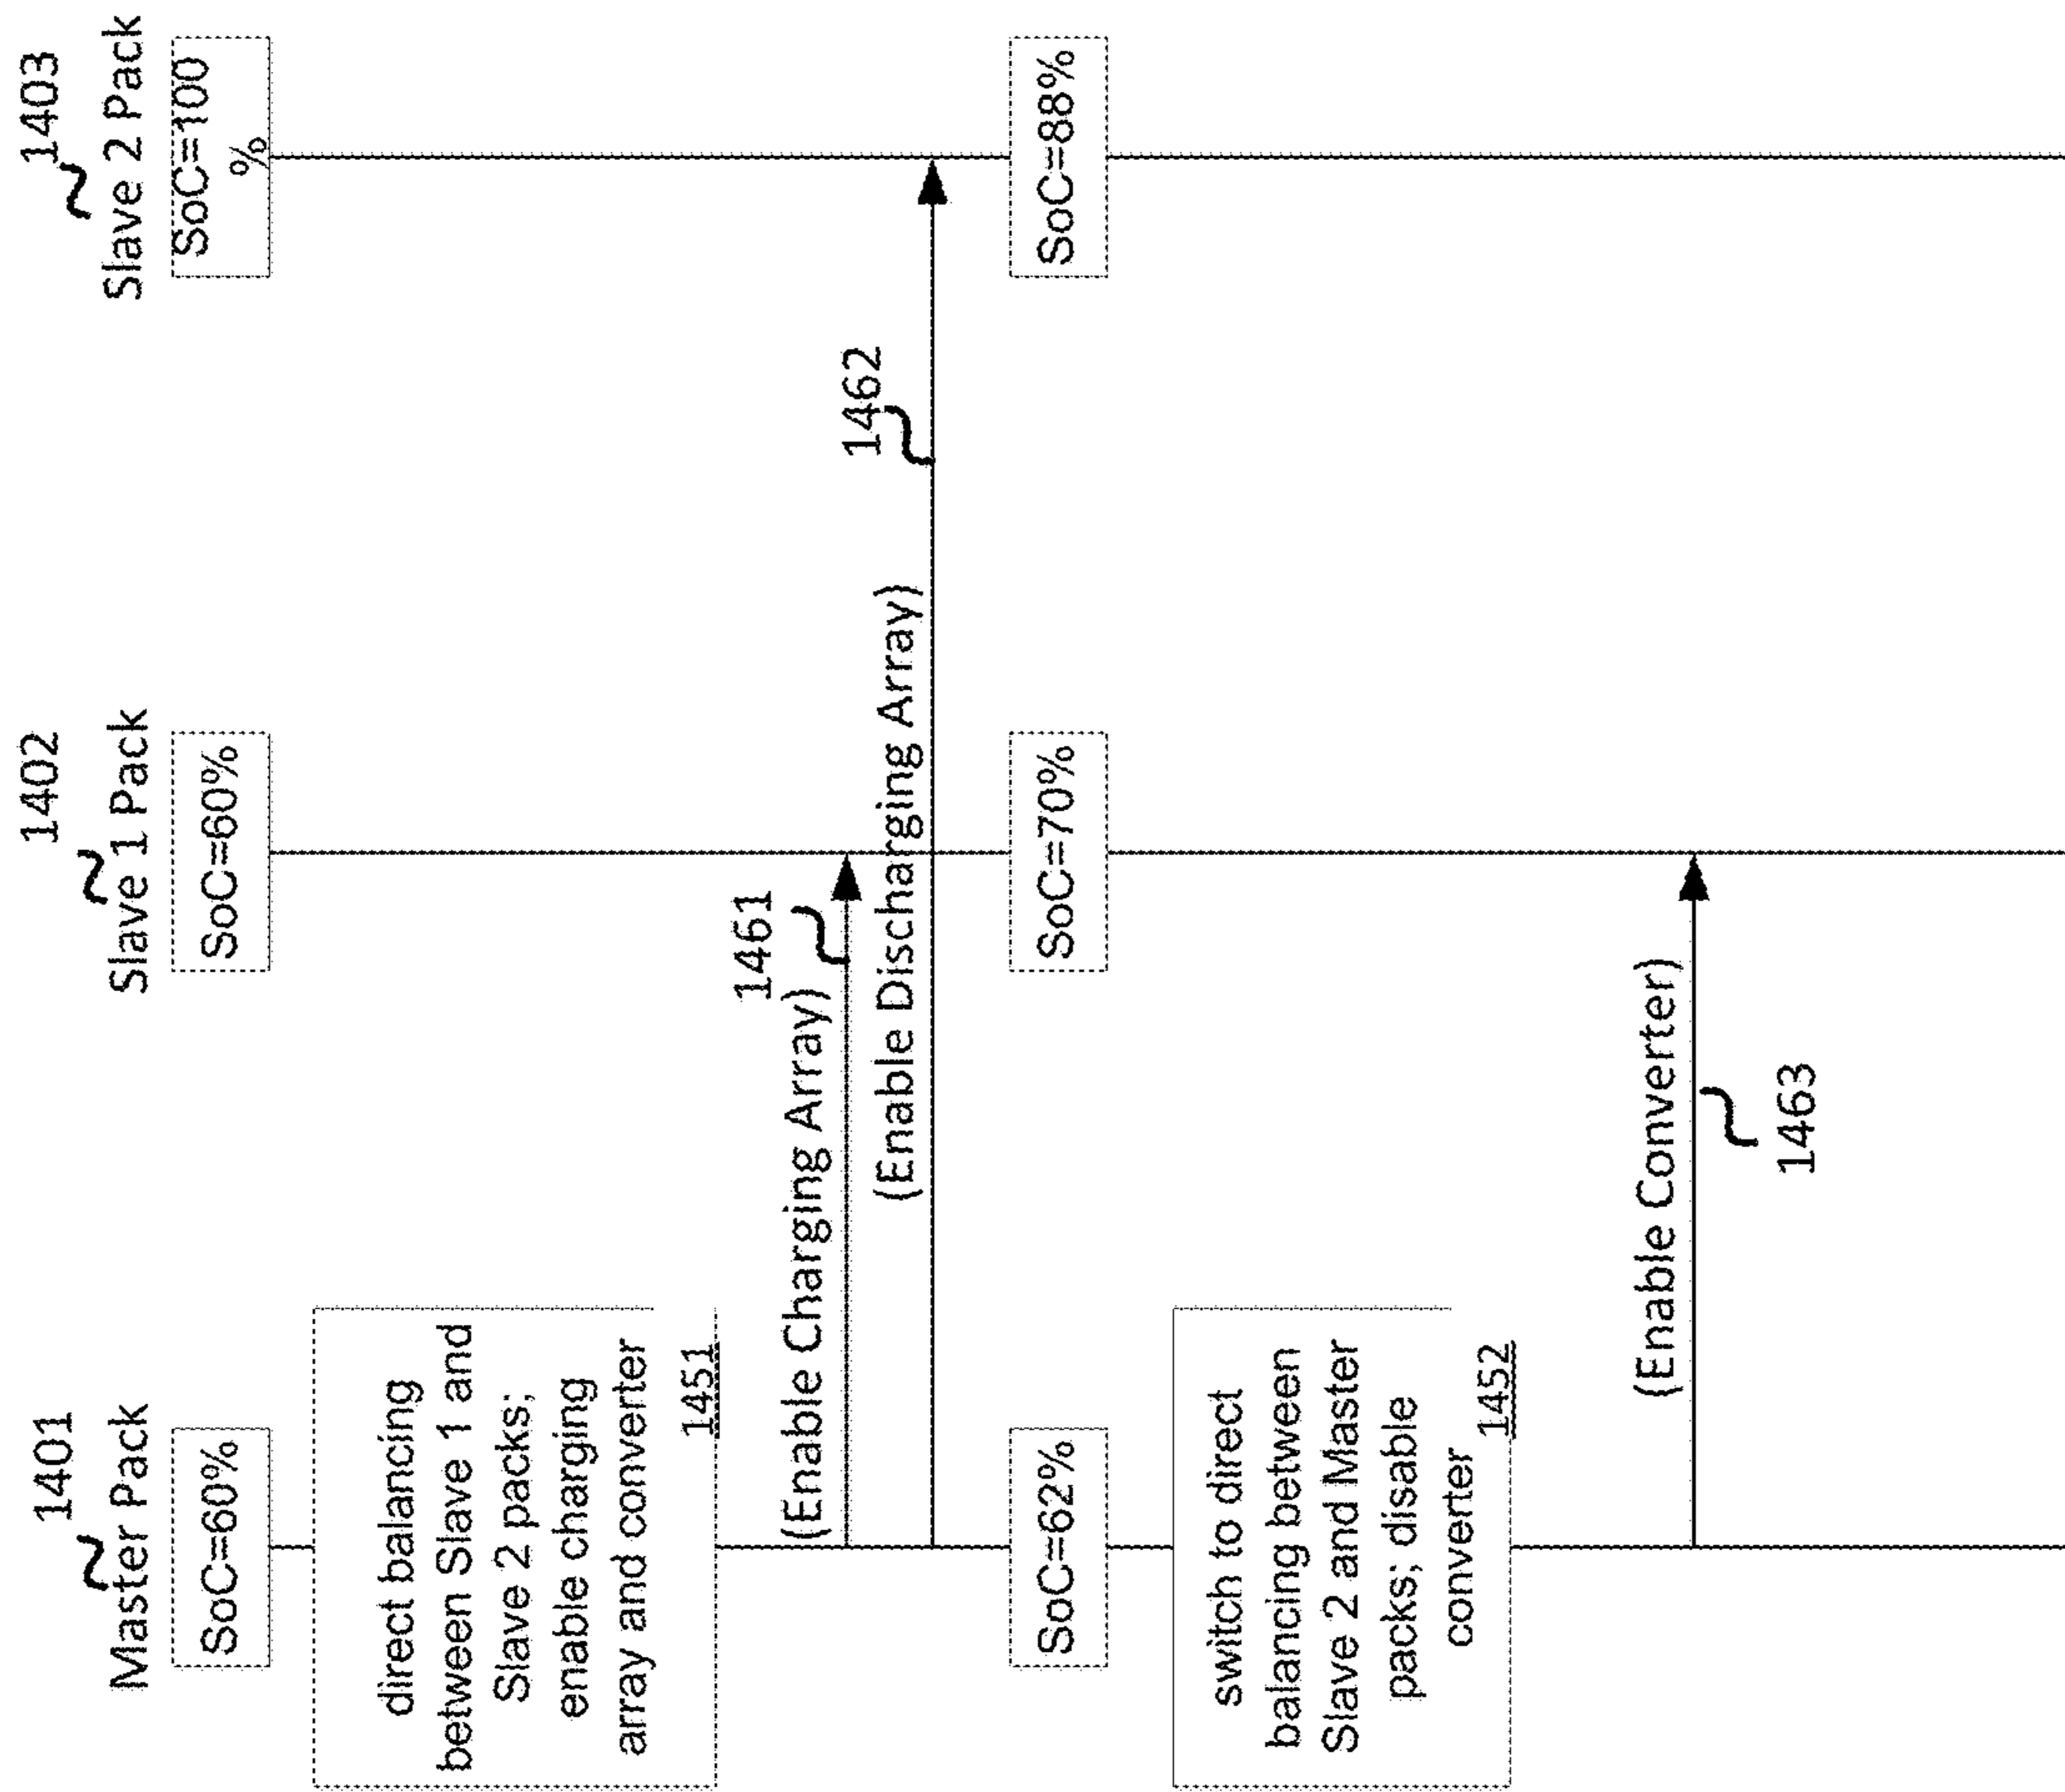 1401
Master Pack
1402
Slave 1 Pack
1403
Slave 2 Pack
SoC=60%
SoC=60%
SoC=100
%
direct balancing
between Slave 1 and
Slave 2 packs;
enable charging
array and converter
1451
1461
(Enable Charging Array)
1462
(Enable Discharging Array)
SoC=62%
SoC=70%
SoC=88%
switch to direct
balancing between
Slave 2 and Master
packs; disable
converter
1452
(Enable Converter)
1463